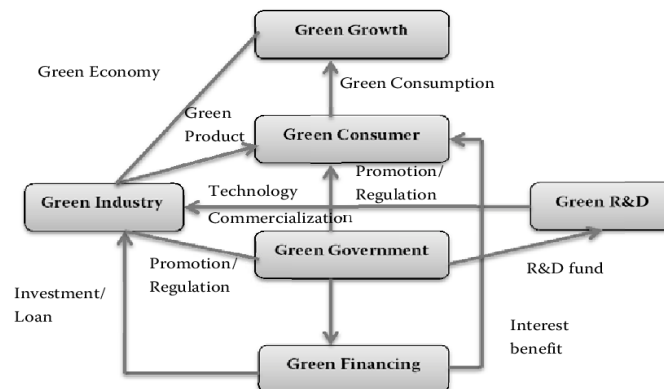 Green Growth
Green Economy
Green Consumption
Green
Product
Green Consumer
Promotion/
Regulation
Green Industry
Technology
Commercialization
Green R&D
Green Government
Promotion/
Regulation
R&D fund
Investment/
Loan
Interest
benefit
Green Financing